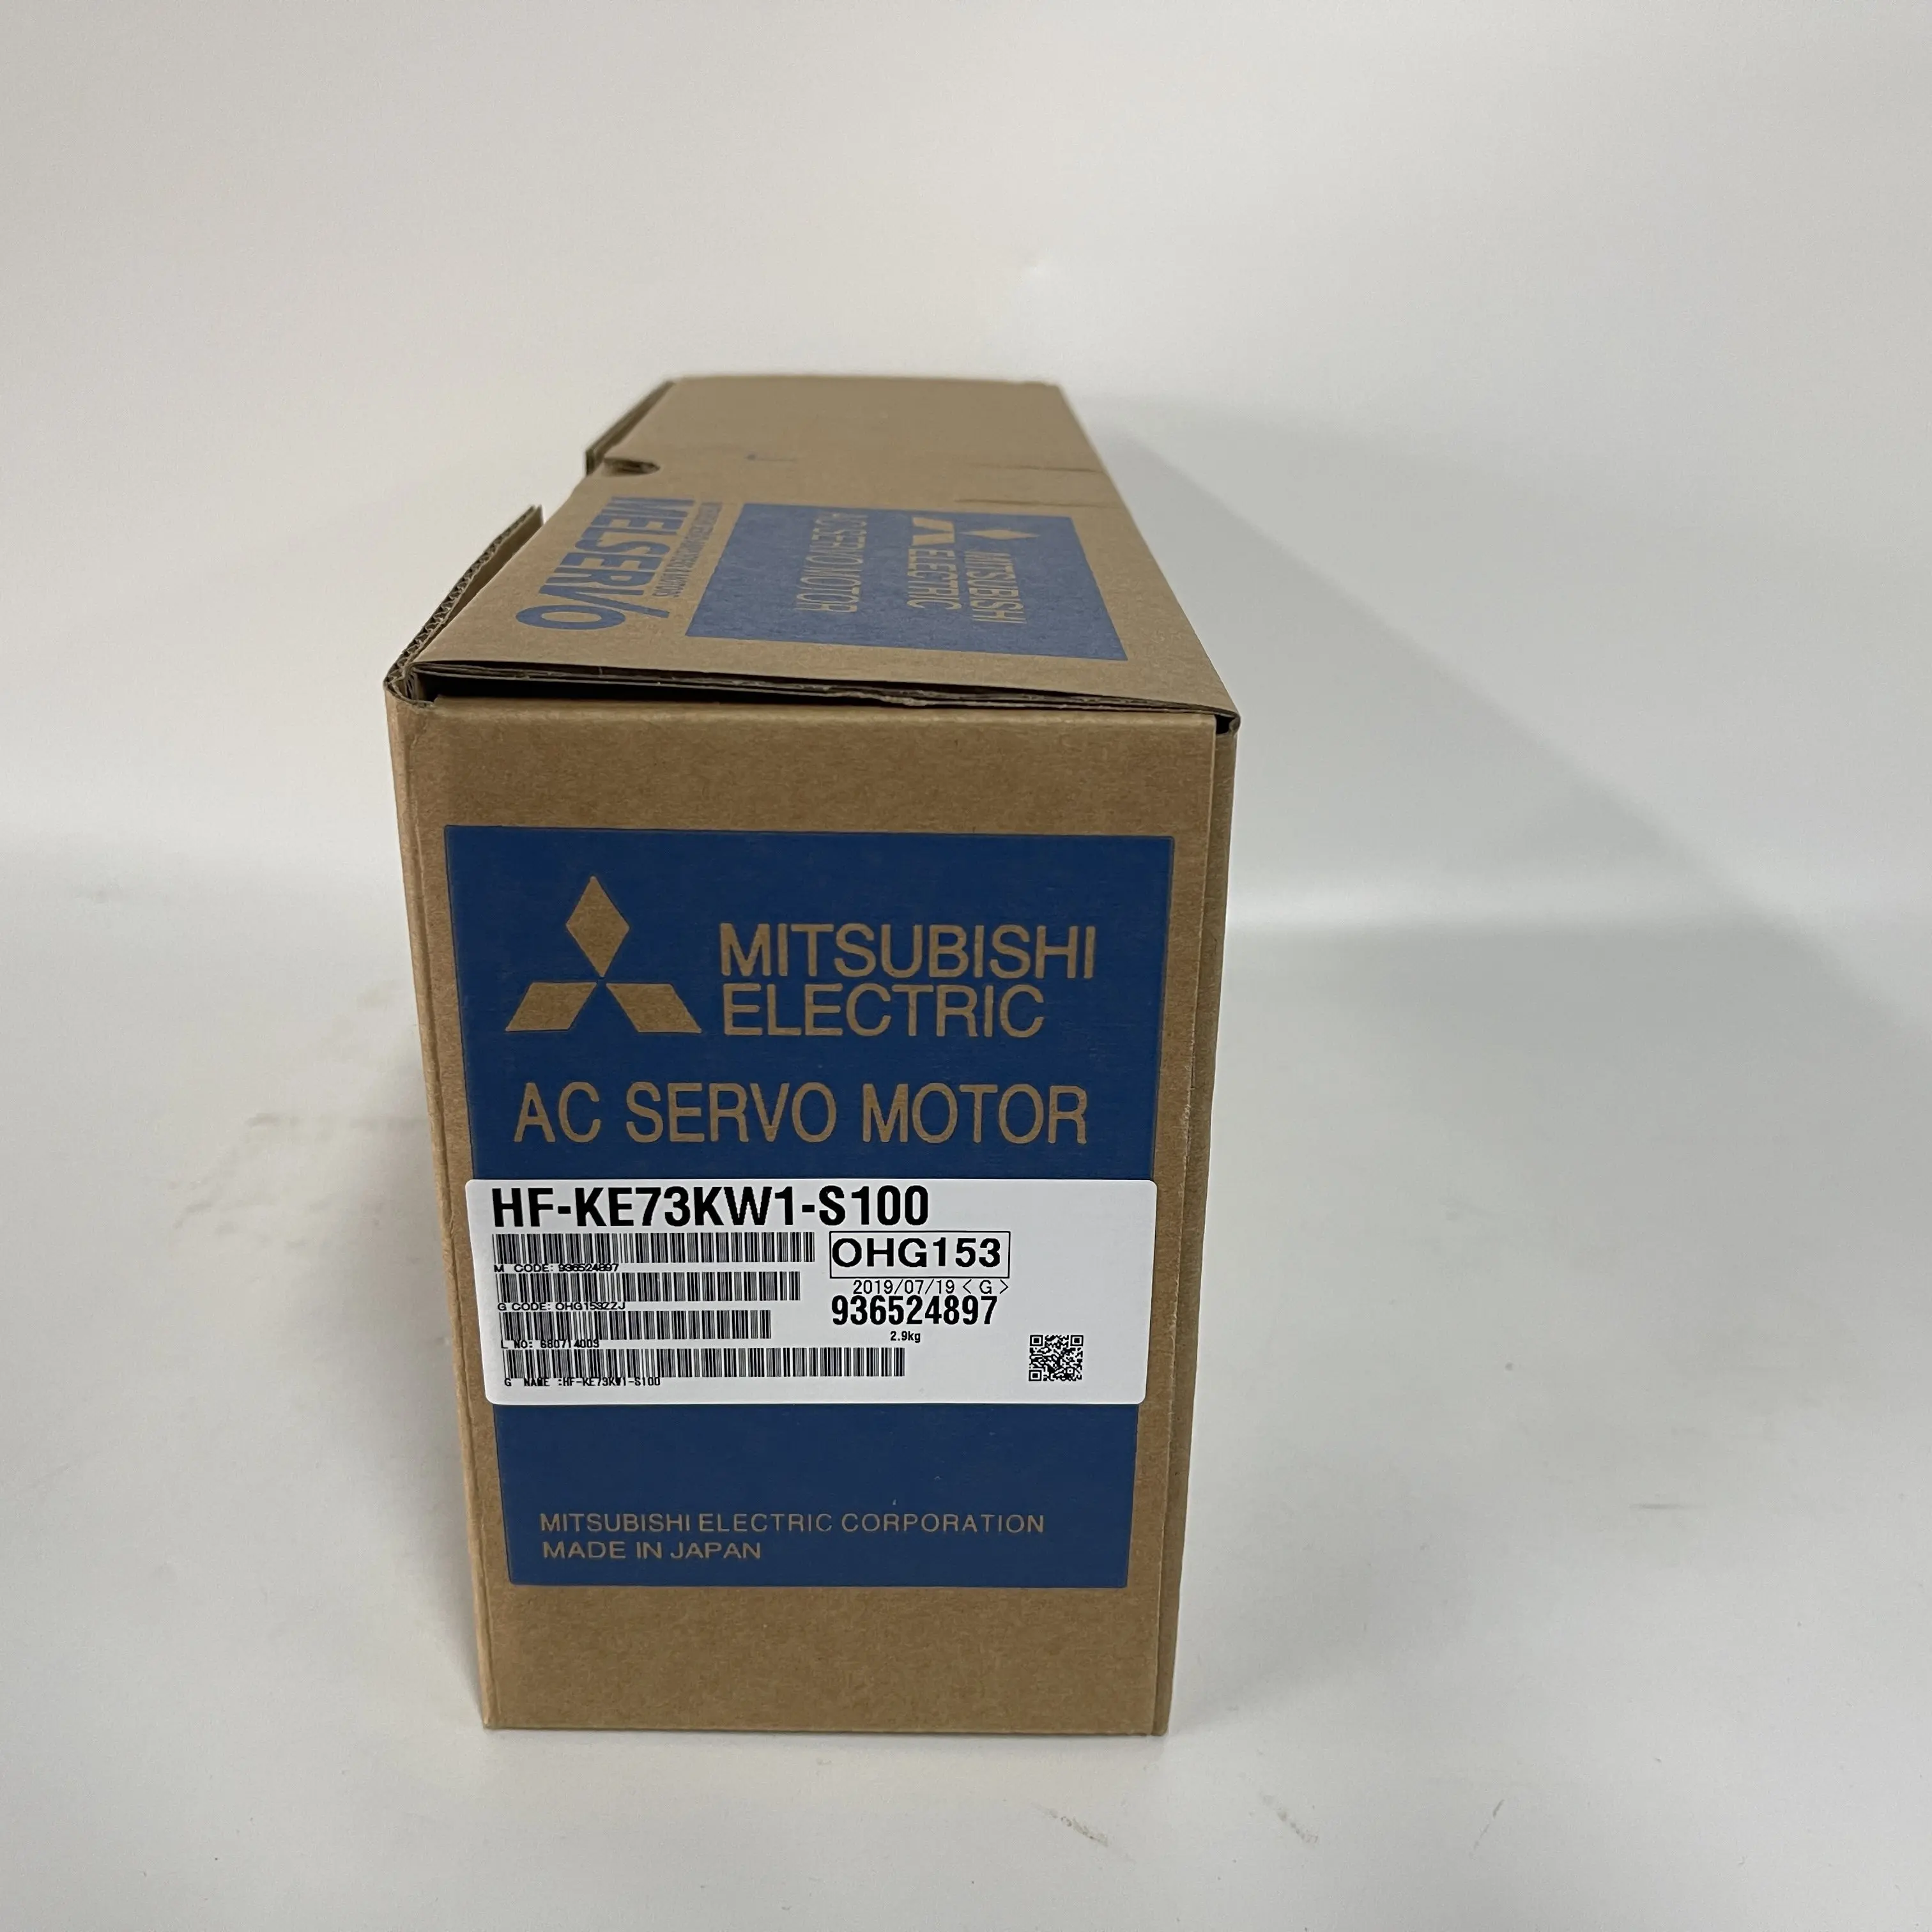 MELSERVO
MITSUBISHI
ELECTRIC
AC SERVO MOTOR
MITSUBISHI
ELECTRIC
AC SERVO MOTOR
HF-KE73KW1-S100
M CODE: 936524897
OHG153
2019/07/19 < G >
G CODE: OHG153ZZJ
936524897
2.9kg
L NO: 68071400S
G NAME :HF-KE73KW1-S100
MITSUBISHI ELECTRIC CORPORATION
MADE IN JAPAN